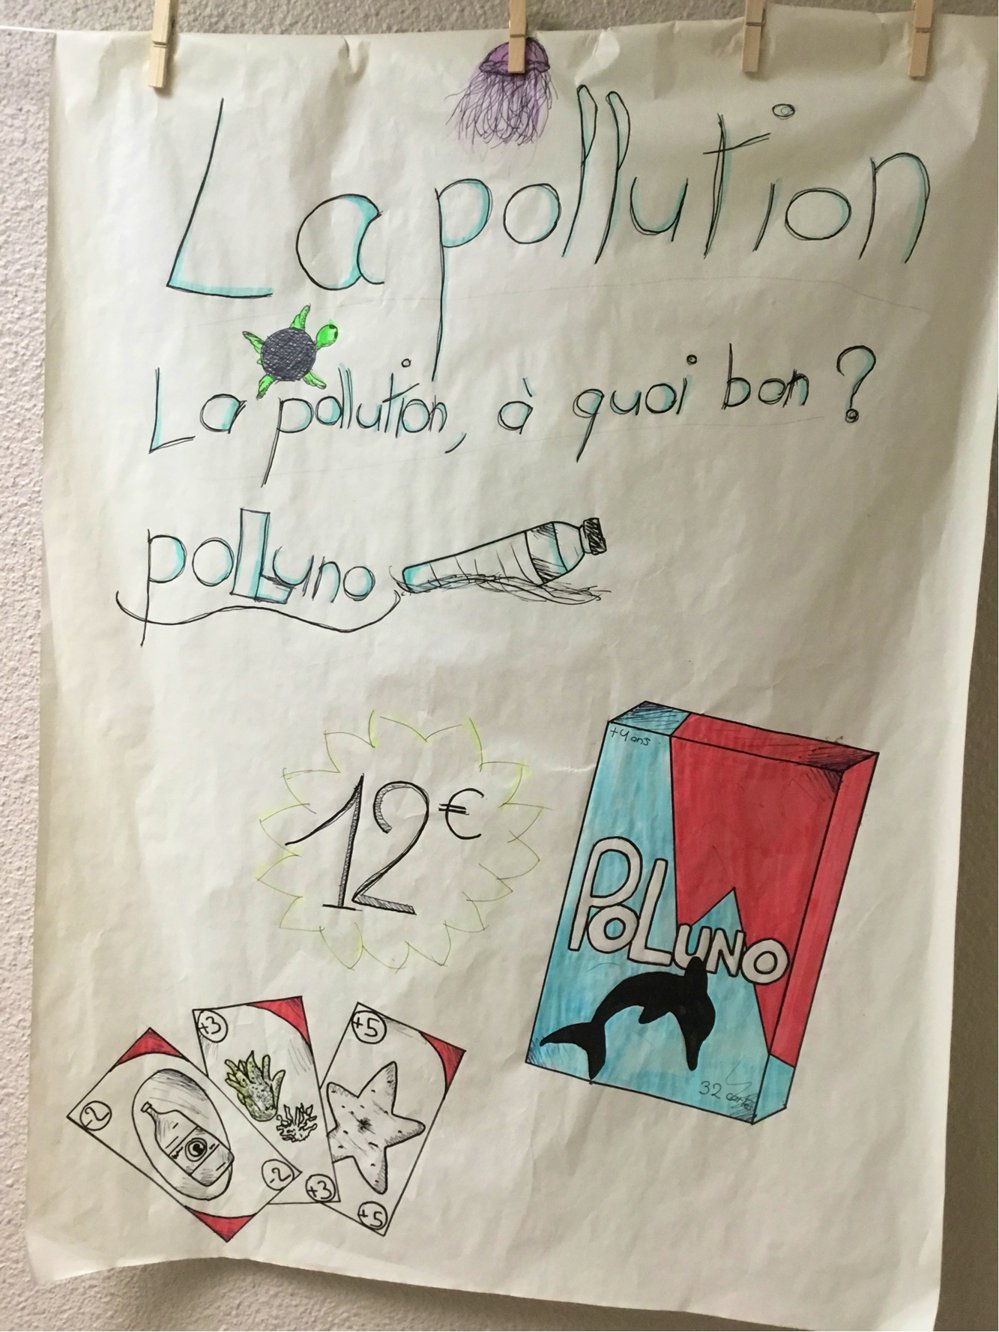 La pollution
La pollution, à quoi bon ?
polluno
12€
+4 ans
PoLuno
32 cartes
-2
-2
+3
+3
+5
+5